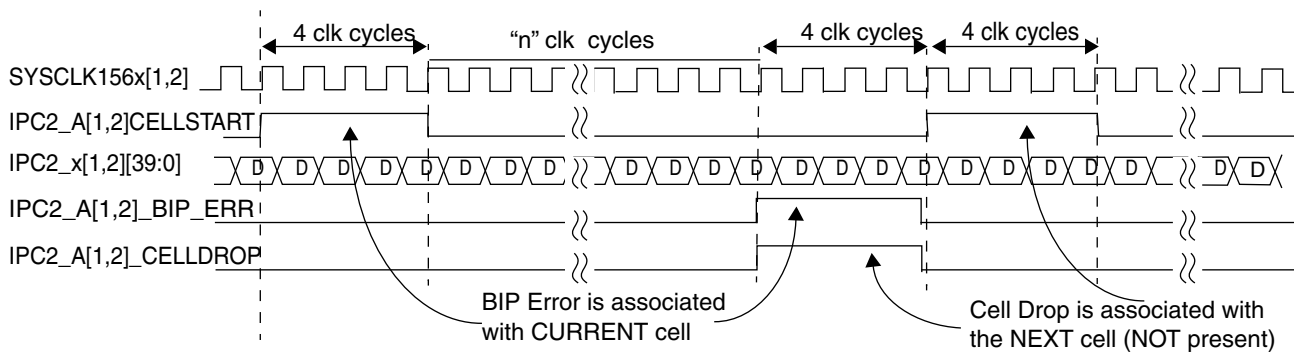 4 clk cycles “n” clk cycles 4 clk cycles 4 clk cycles
SYSCLK156x[1,2]
IPC2_A[1,2]CELLSTART
IPC2_x[1,2][39:0] D D D D D D D D D D D D D D D D D D D D D D D D
IPC2_A[1,2]_BIP_ERR
IPC2_A[1,2]_CELLDROP
BIP Error is associated
with CURRENT cell
Cell Drop is associated with
the NEXT cell (NOT present)